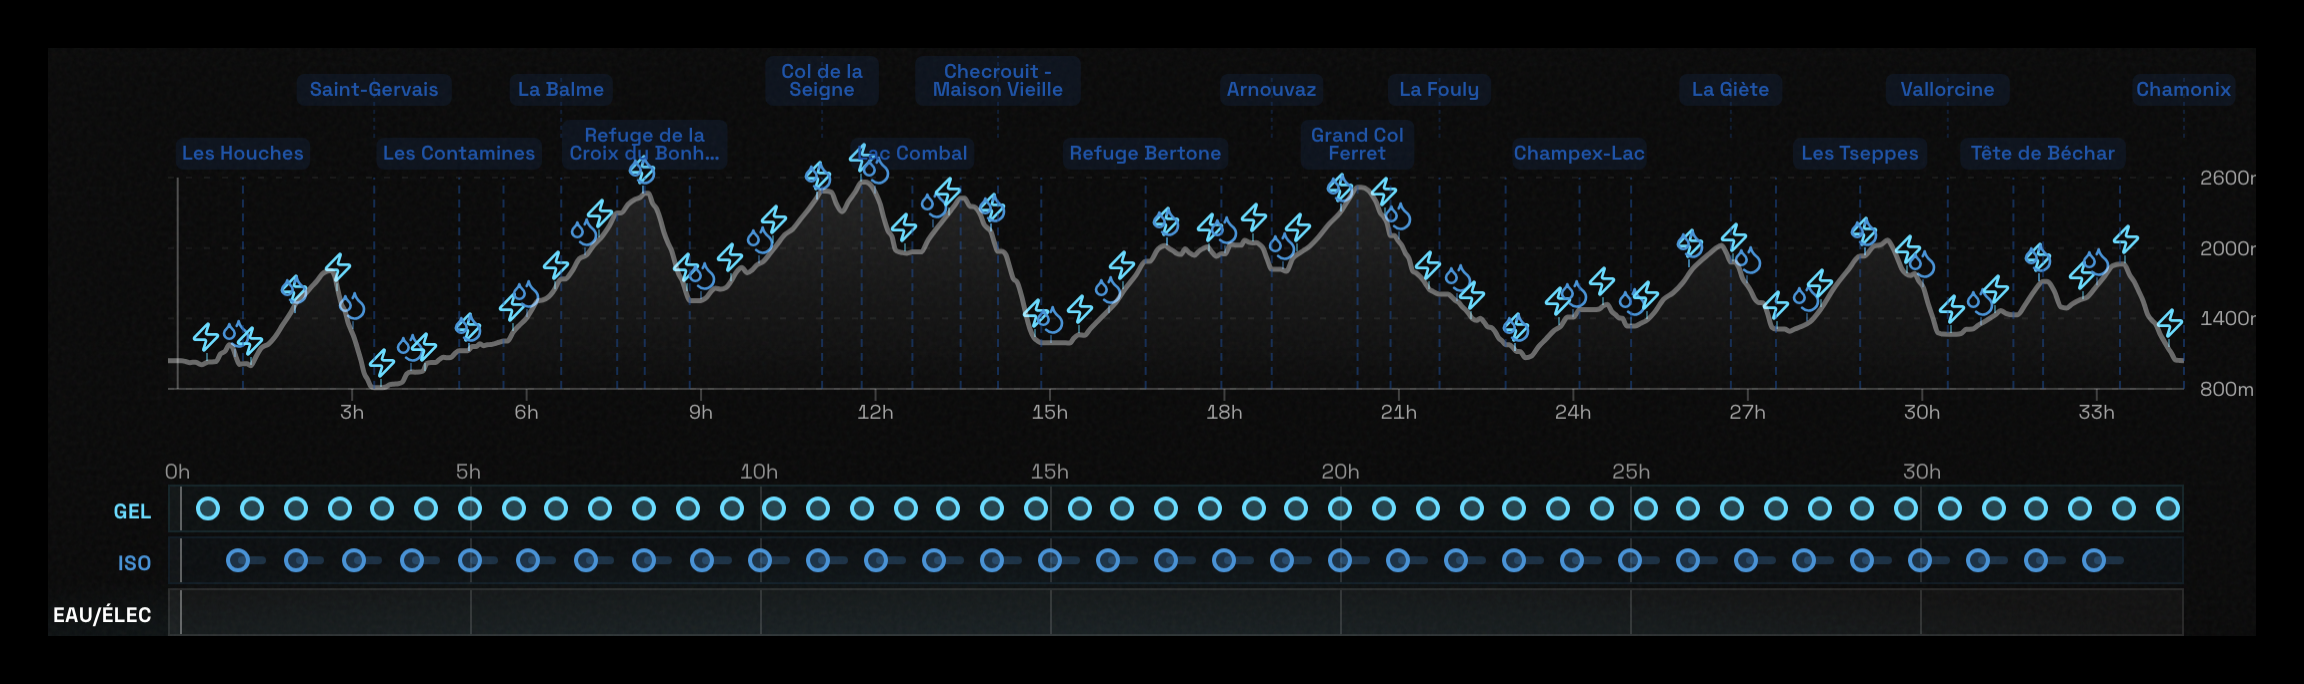 Saint-Gervais
La Balme
Col de la
Seigne
Checrouit -
Maison Vieille
Arnouvaz
La Fouly
La Giète
Vallorcine
Chamonix
Les Houches
Les Contamines
Refuge de la
Croix du Bonh...
Lac Combal
Refuge Bertone
Grand Col
Ferret
Champex-Lac
Les Tseppes
Tête de Béchar
2600m
2000m
1400m
800m
3h
6h
9h
12h
15h
18h
21h
24h
27h
30h
33h
0h
5h
10h
15h
20h
25h
30h
GEL
ISO
EAU/ÉLEC